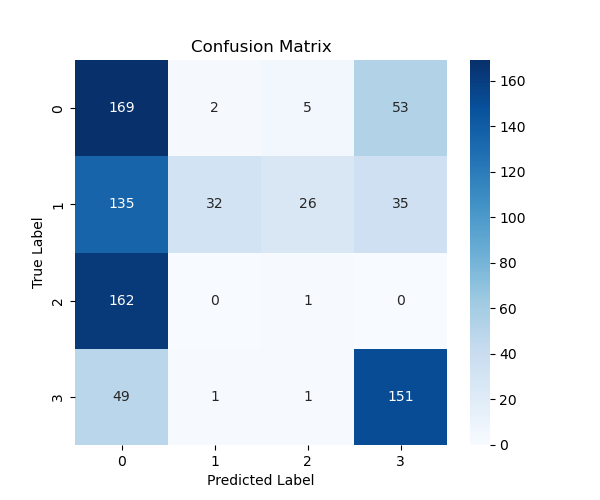 Confusion Matrix
0 169 2 5 53
1 135 32 26 35
2 162 0 1 0
3 49 1 1 151
0 1 2 3
Predicted Label
True Label
160
140
120
100
80
60
40
20
0